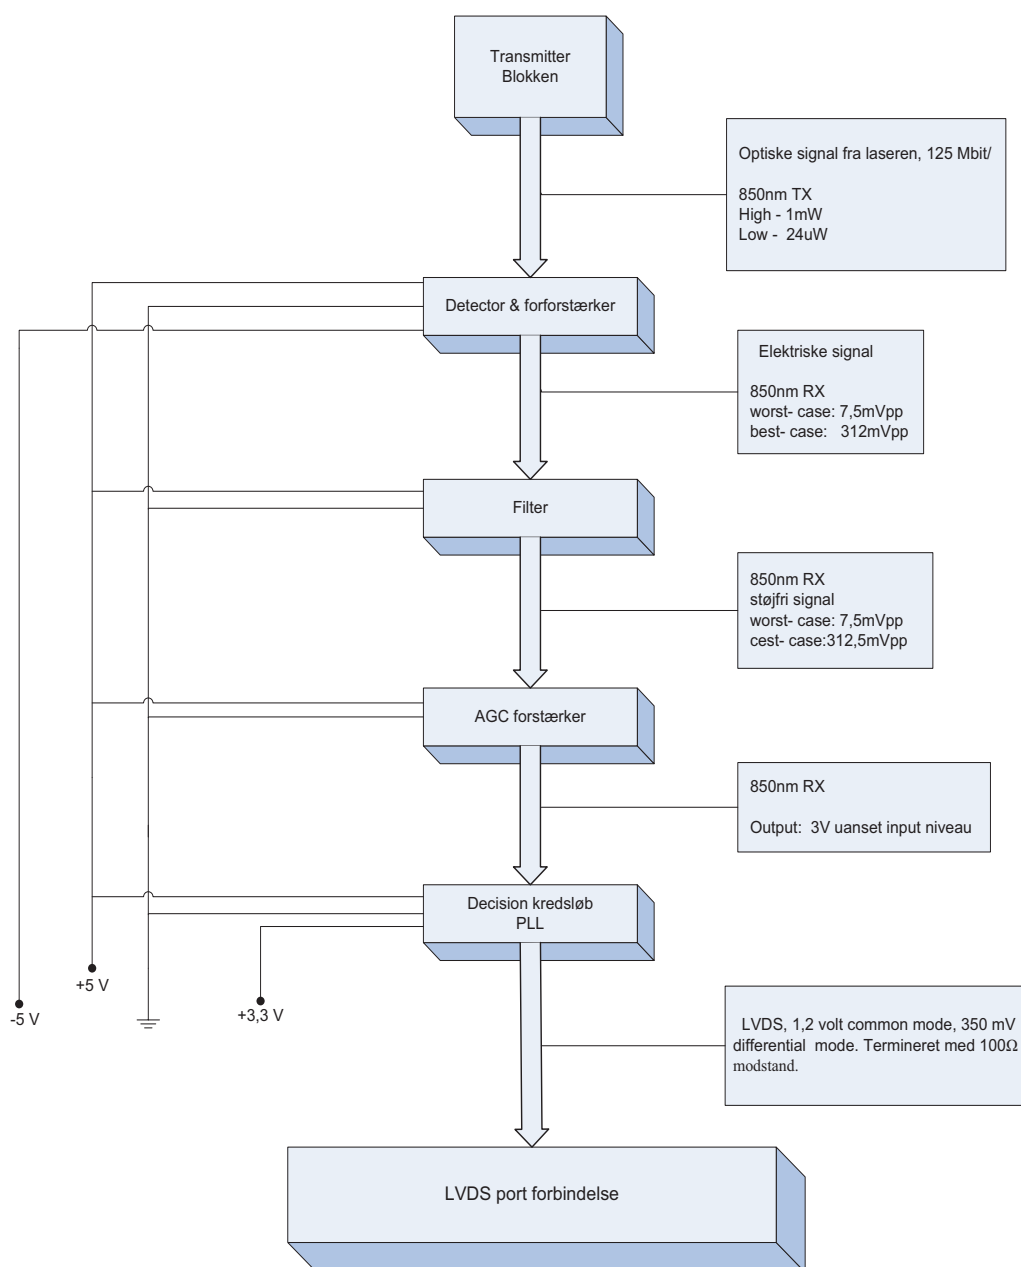 Transmitter
Blokken
Optiske signal fra laseren, 125 Mbit/
850nm TX
High - 1mW
Low - 24uW
Detector & forforstærker
Elektriske signal
850nm RX
worst- case: 7,5mVpp
best- case: 312mVpp
Filter
850nm RX
støjfri signal
worst- case: 7,5mVpp
cest- case:312,5mVpp
AGC forstærker
850nm RX
Output: 3V uanset input niveau
Decision kredsløb
PLL
+5 V
-5 V
+3,3 V
LVDS, 1,2 volt common mode, 350 mV
differential mode. Termineret med 100Ω
modstand.
LVDS port forbindelse